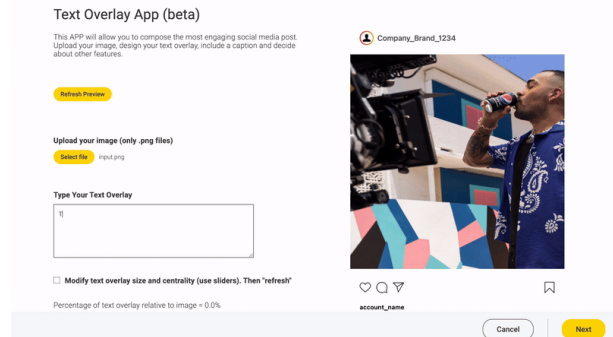 Text Overlay App (beta)
This APP will allow you to compose the most engaging social media post.
Upload your image, design your text overlay, include a caption and decide
about other features.
Refresh Preview
Upload your image (only .png files)
Select file input.png
Type Your Text Overlay
T
Modify text overlay size and centrality (use sliders). Then "refresh"
Percentage of text overlay relative to image = 0.0%
Company_Brand_1234
account_name
Cancel
Next